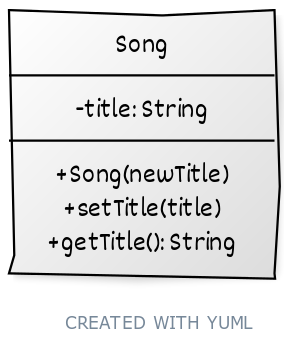 Song
-title: String
+Song(newTitle)
+setTitle(title)
+getTitle(): String
CREATED WITH YUML